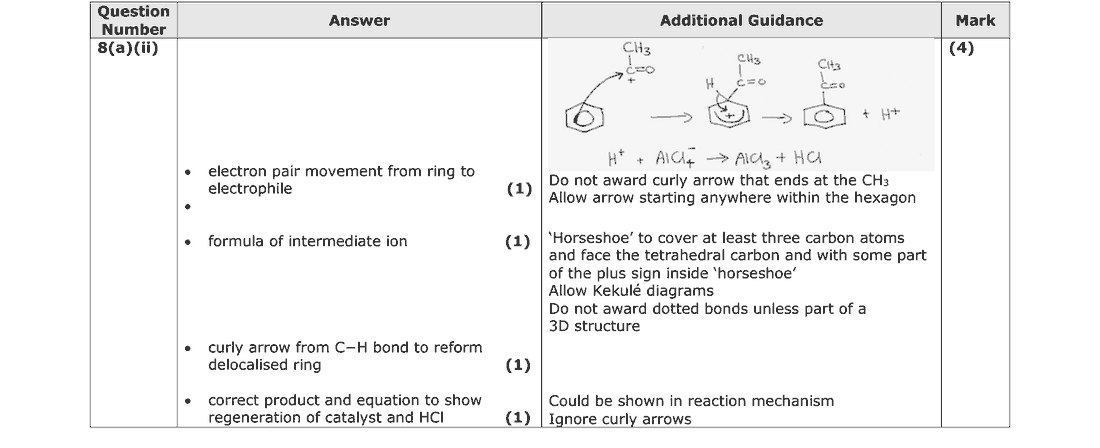 Question Number
Answer
Additional Guidance
Mark
8(a)(ii)
(4)
CH3
C=O
+
CH3
H
C=O
+
CH3
C=O
+ H+
H+ + AlCl4- → AlCl3 + HCl
• electron pair movement from ring to
electrophile (1)
•
Do not award curly arrow that ends at the CH3
Allow arrow starting anywhere within the hexagon
• formula of intermediate ion (1)
‘Horseshoe’ to cover at least three carbon atoms
and face the tetrahedral carbon and with some part
of the plus sign inside ‘horseshoe’
Allow Kekulé diagrams
Do not award dotted bonds unless part of a
3D structure
• curly arrow from C−H bond to reform
delocalised ring (1)
• correct product and equation to show
regeneration of catalyst and HCl (1)
Could be shown in reaction mechanism
Ignore curly arrows